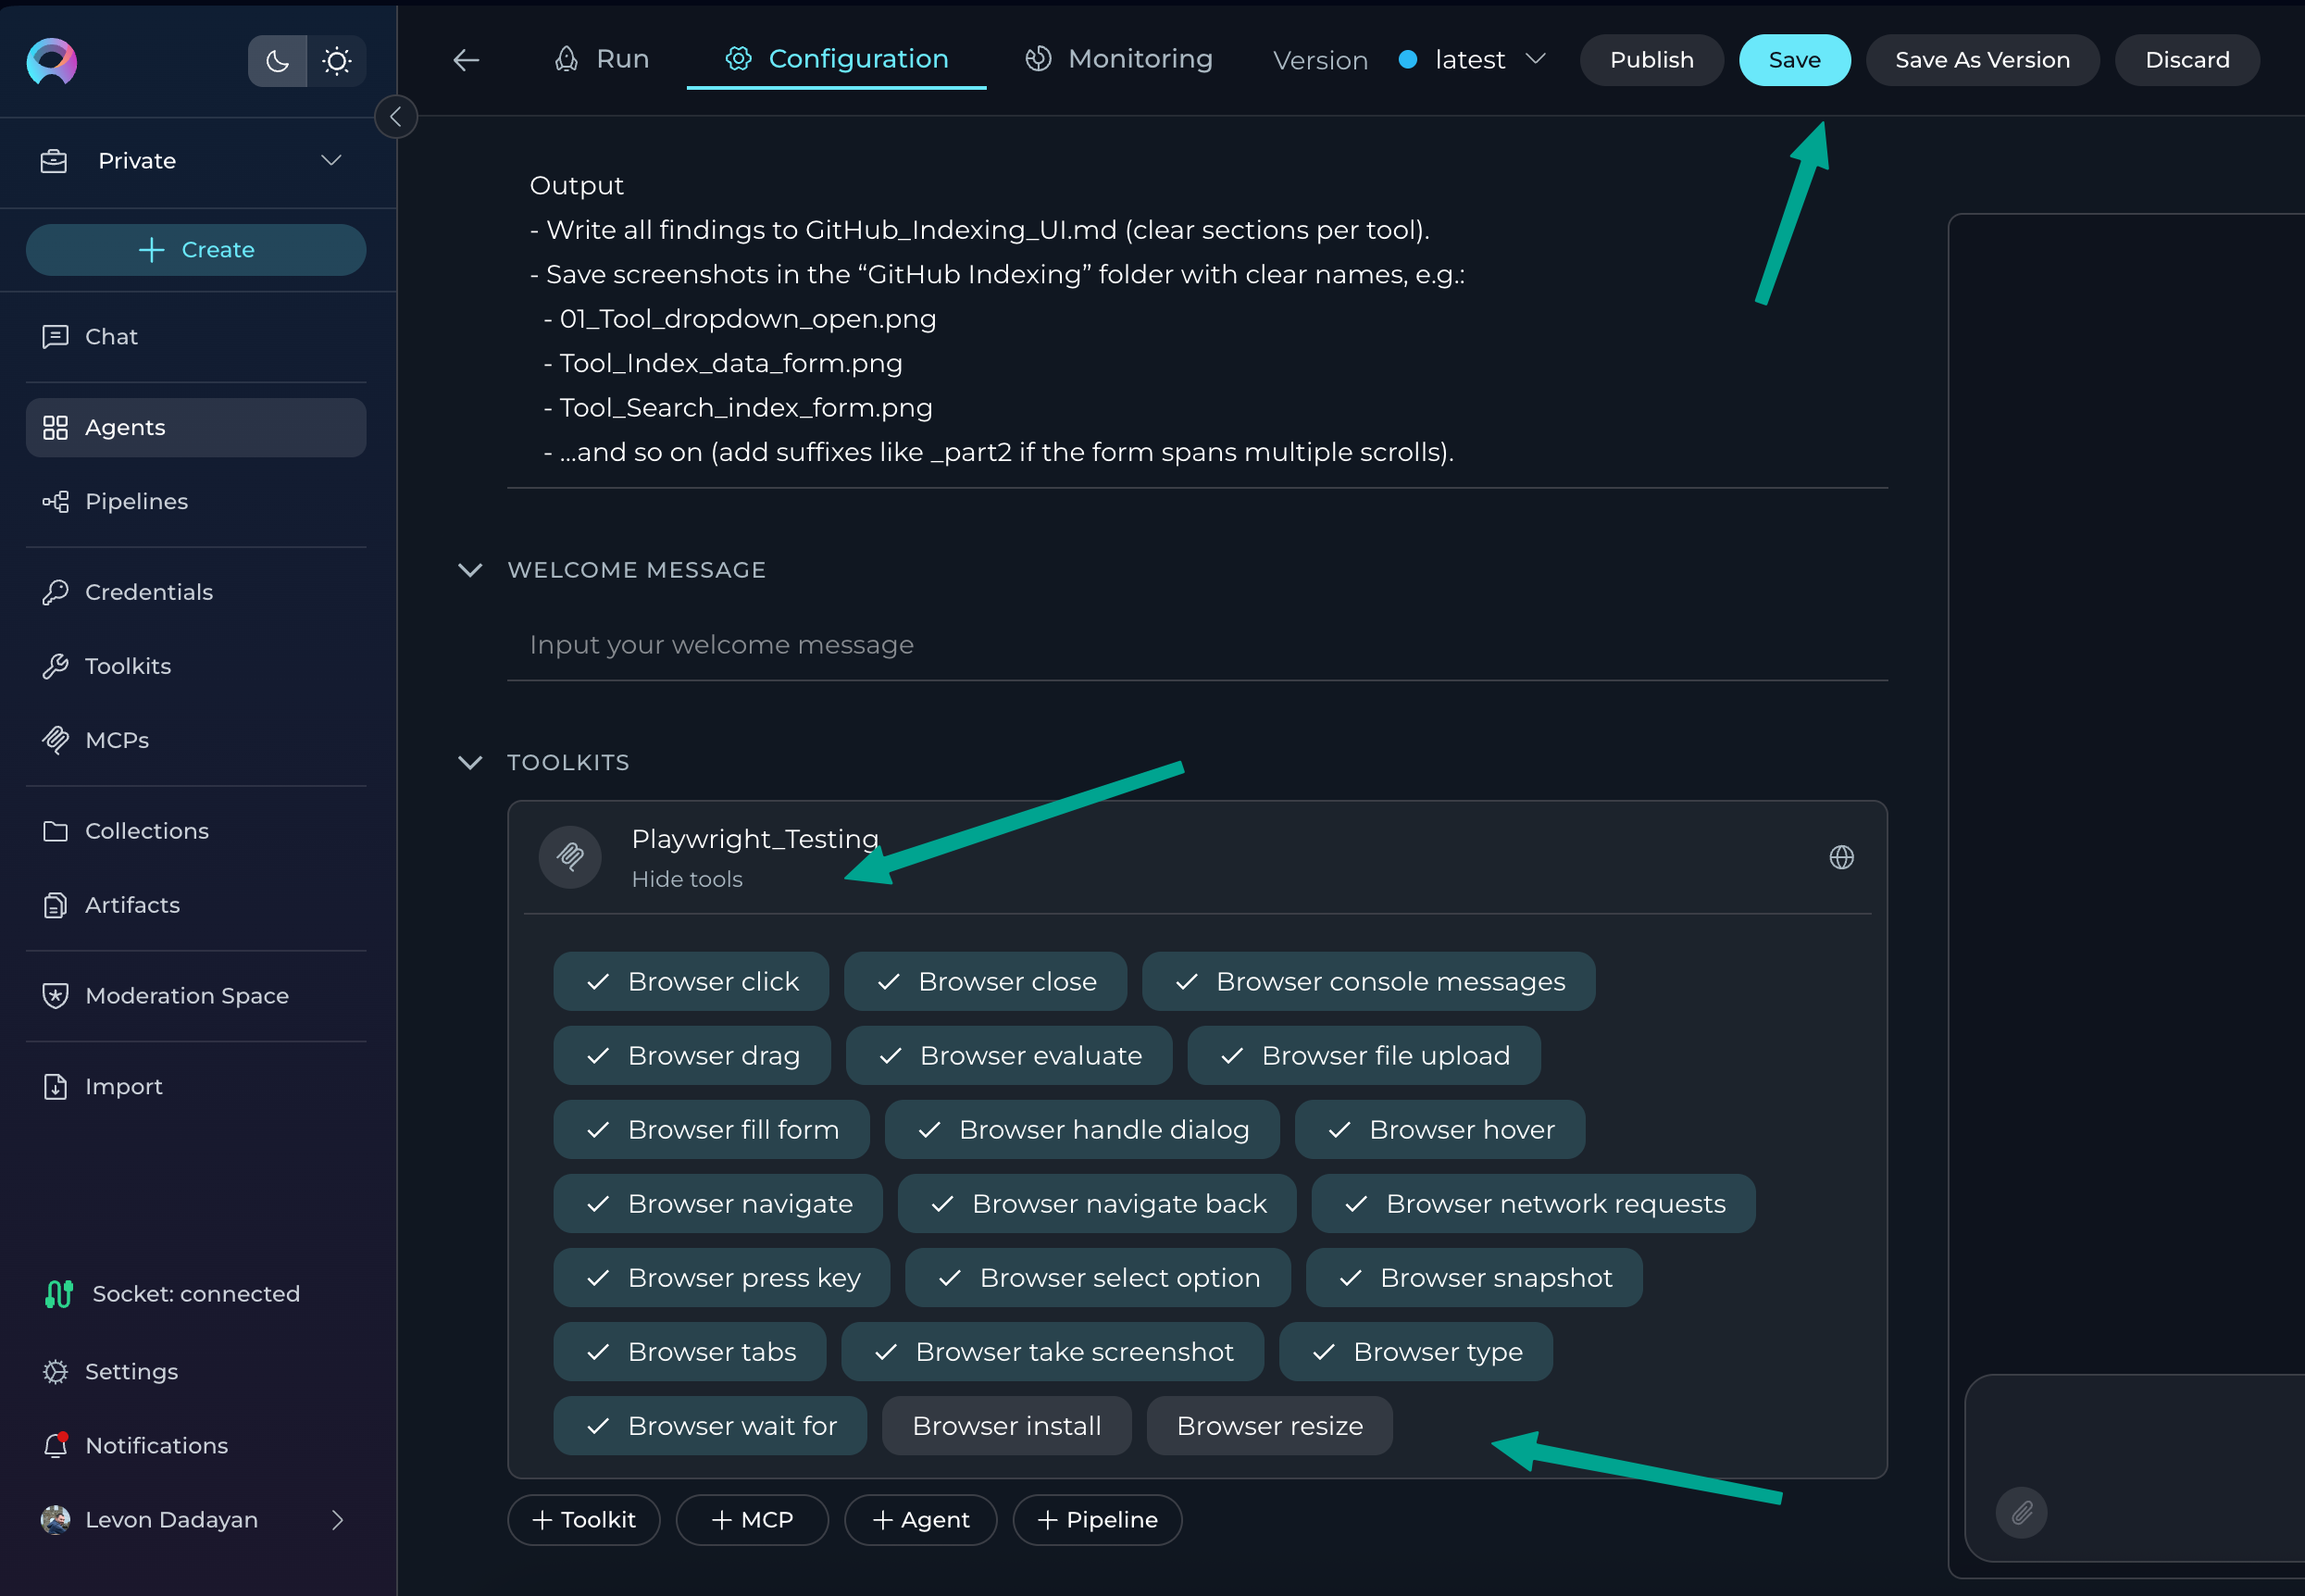 Private
Create
Chat
Agents
Pipelines
Credentials
Toolkits
MCPs
Collections
Artifacts
Moderation Space
Import
Socket: connected
Settings
Notifications
Levon Dadayan
Run
Configuration
Monitoring
Version
latest
Publish
Save
Save As Version
Discard
Output
- Write all findings to GitHub_Indexing_UI.md (clear sections per tool).
- Save screenshots in the “GitHub Indexing” folder with clear names, e.g.:
- 01_Tool_dropdown_open.png
- Tool_Index_data_form.png
- Tool_Search_index_form.png
- ...and so on (add suffixes like _part2 if the form spans multiple scrolls).
WELCOME MESSAGE
Input your welcome message
TOOLKITS
Playwright_Testing
Hide tools
Browser click
Browser close
Browser console messages
Browser drag
Browser evaluate
Browser file upload
Browser fill form
Browser handle dialog
Browser hover
Browser navigate
Browser navigate back
Browser network requests
Browser press key
Browser select option
Browser snapshot
Browser tabs
Browser take screenshot
Browser type
Browser wait for
Browser install
Browser resize
Toolkit
MCP
Agent
Pipeline